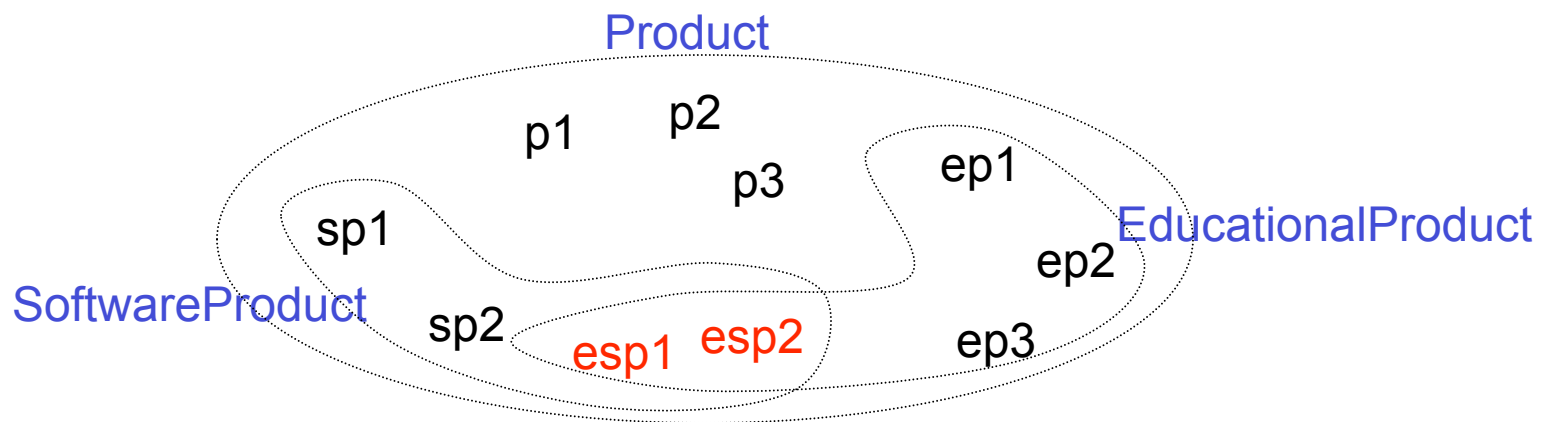 Product
p1
p2
p3
ep1
sp1
EducationalProduct
ep2
SoftwareProduct
sp2
esp1
esp2
ep3